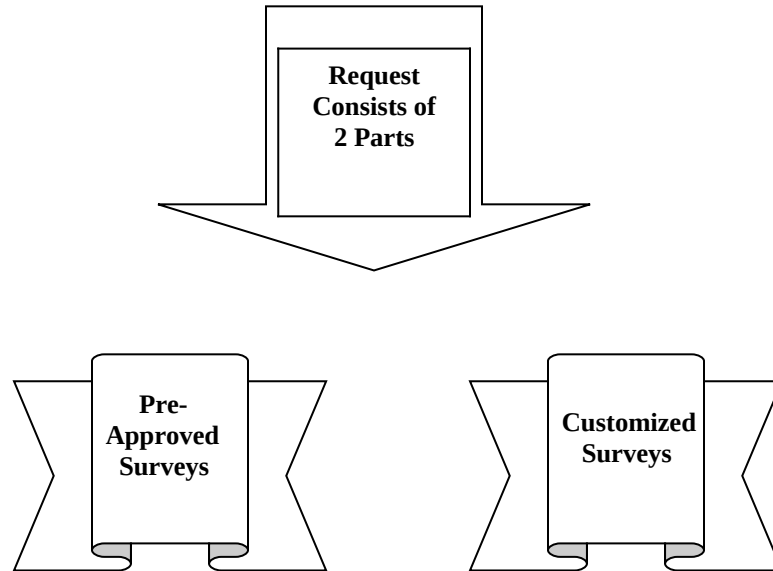 Request
Consists of
2 Parts
Pre-
Approved
Surveys
Customized
Surveys